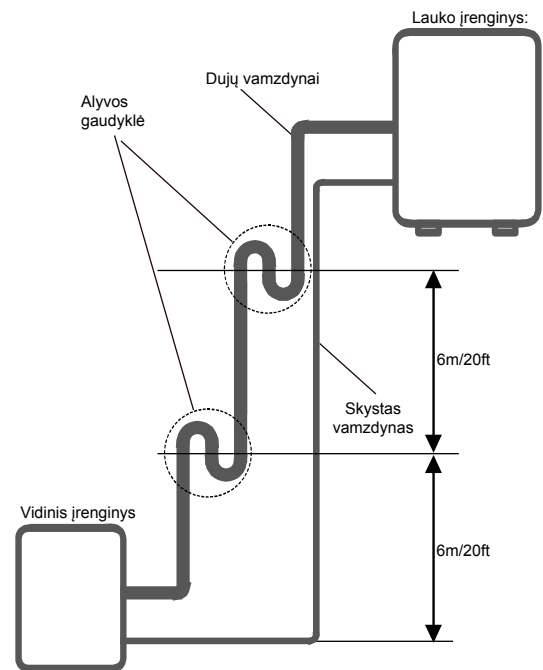 Lauko įrenginys:
Dujų vamzdynai
Alyvos
gaudyklė
6m/20ft
Skystas
vamzdynas
Vidinis įrenginys
6m/20ft